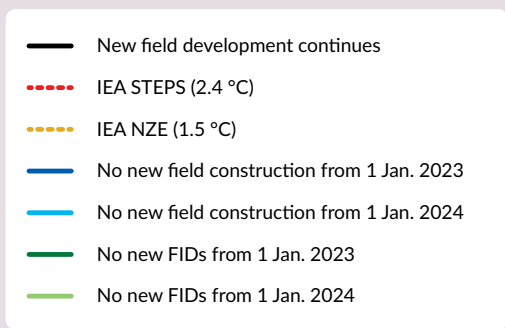 New field development continues
IEA STEPS (2.4 °C)
IEA NZE (1.5 °C)
No new field construction from 1 Jan. 2023
No new field construction from 1 Jan. 2024
No new FIDs from 1 Jan. 2023
No new FIDs from 1 Jan. 2024